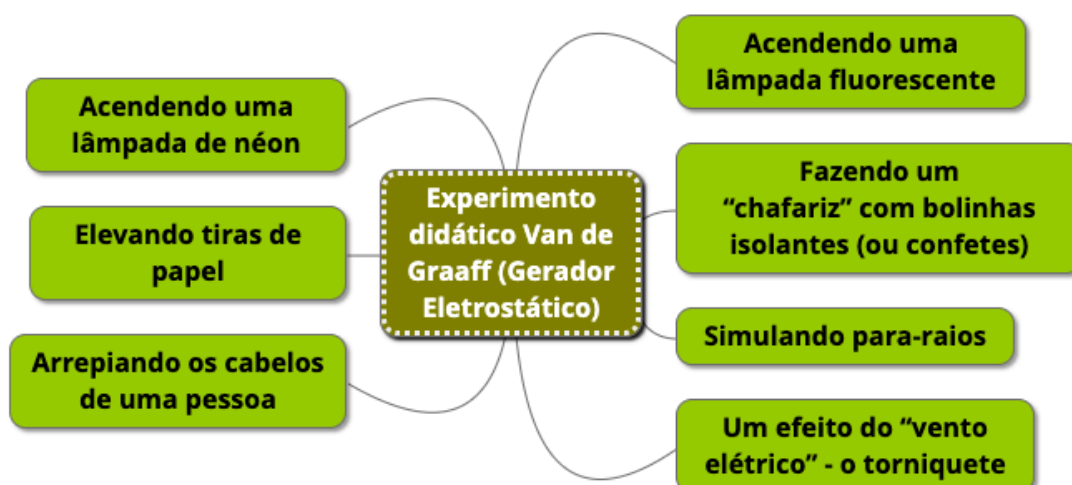 Experimento
didático Van de
Graaff (Gerador
Eletrostático)
Acendendo uma
lâmpada fluorescente
Fazendo um
“chafariz” com bolinhas
isolantes (ou confetes)
Simulando para-raios
Um efeito do “vento
elétrico” - o torniquete
Acendendo uma
lâmpada de néon
Elevando tiras de
papel
Arrepiando os cabelos
de uma pessoa